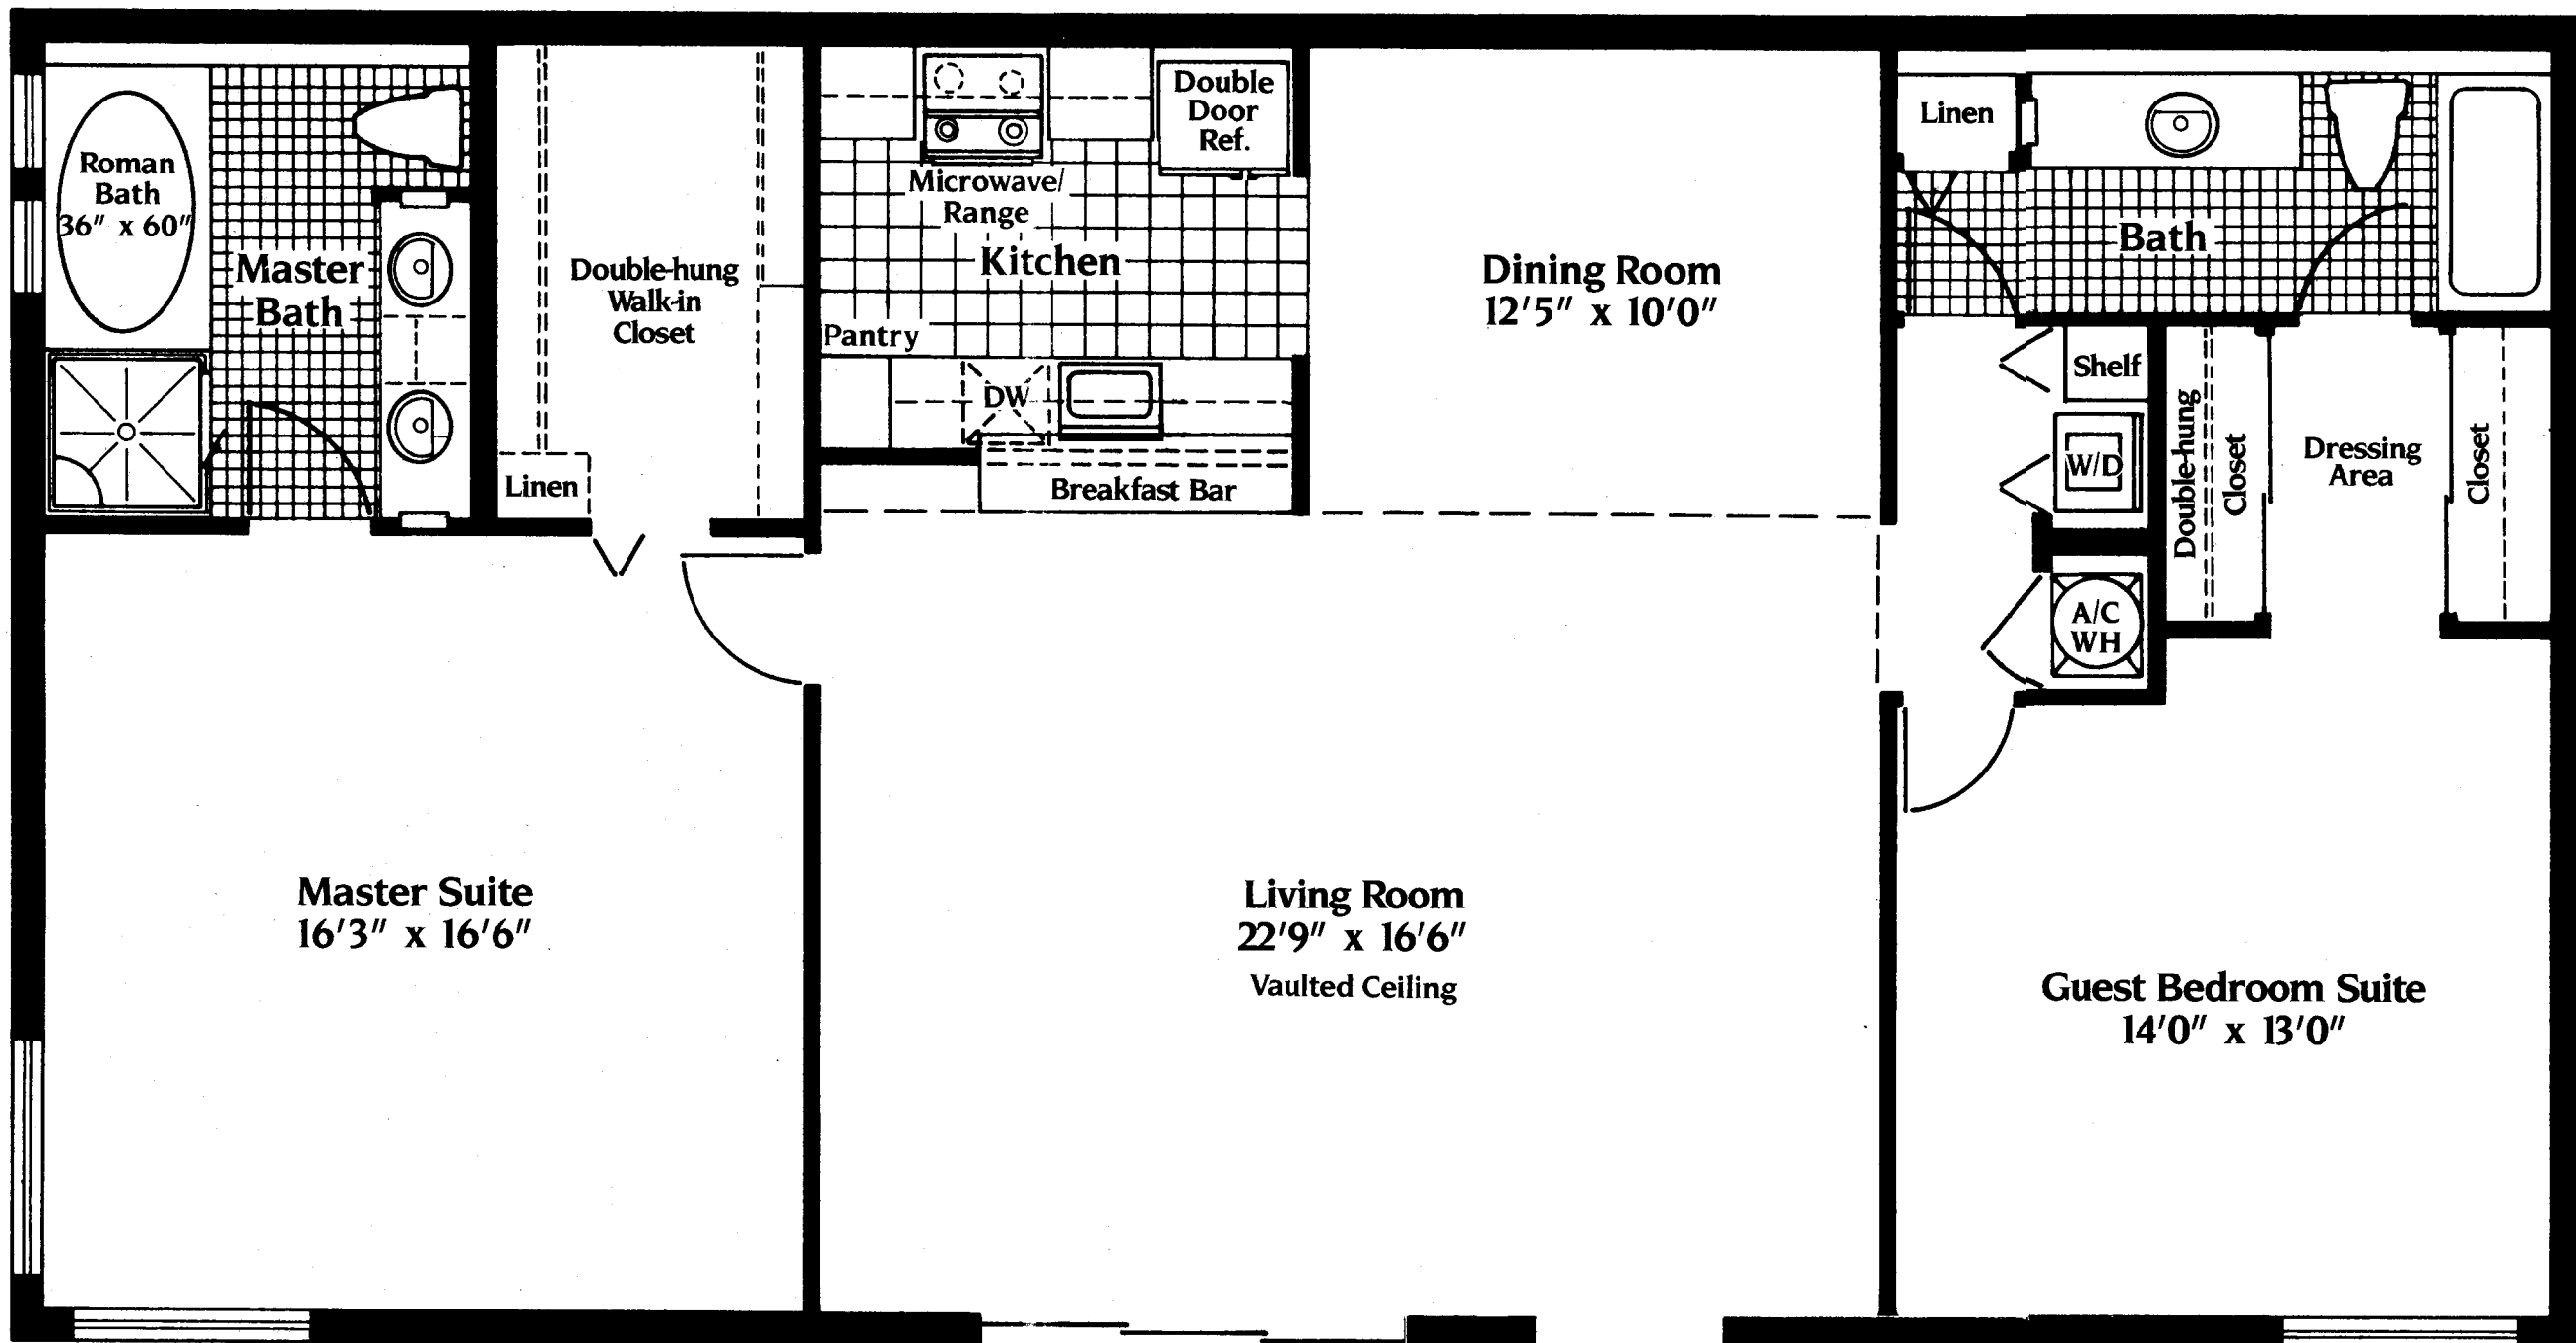 Roman
Bath
36" x 60"
Master
Bath
Double-hung
Walk-in
Closet
Linen
Microwave/
Range
Double
Door
Ref.
Kitchen
Pantry
DW
Breakfast Bar
Dining Room
12'5" x 10'0"
Linen
Bath
Shelf
W/D
A/C
WH
Double-hung
Closet
Dressing
Area
Closet
Master Suite
16'3" x 16'6"
Living Room
22'9" x 16'6"
Vaulted Ceiling
Guest Bedroom Suite
14'0" x 13'0"